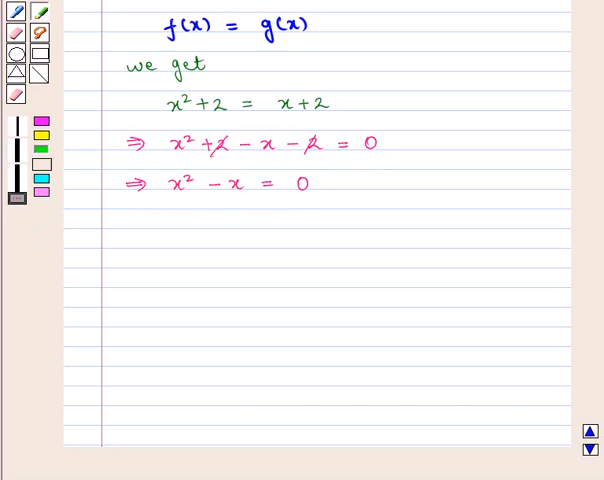 f(x) = g(x)
we get
x² + 2 = x + 2
⇒ x² + 2 - x - 2 = 0
⇒ x² - x = 0